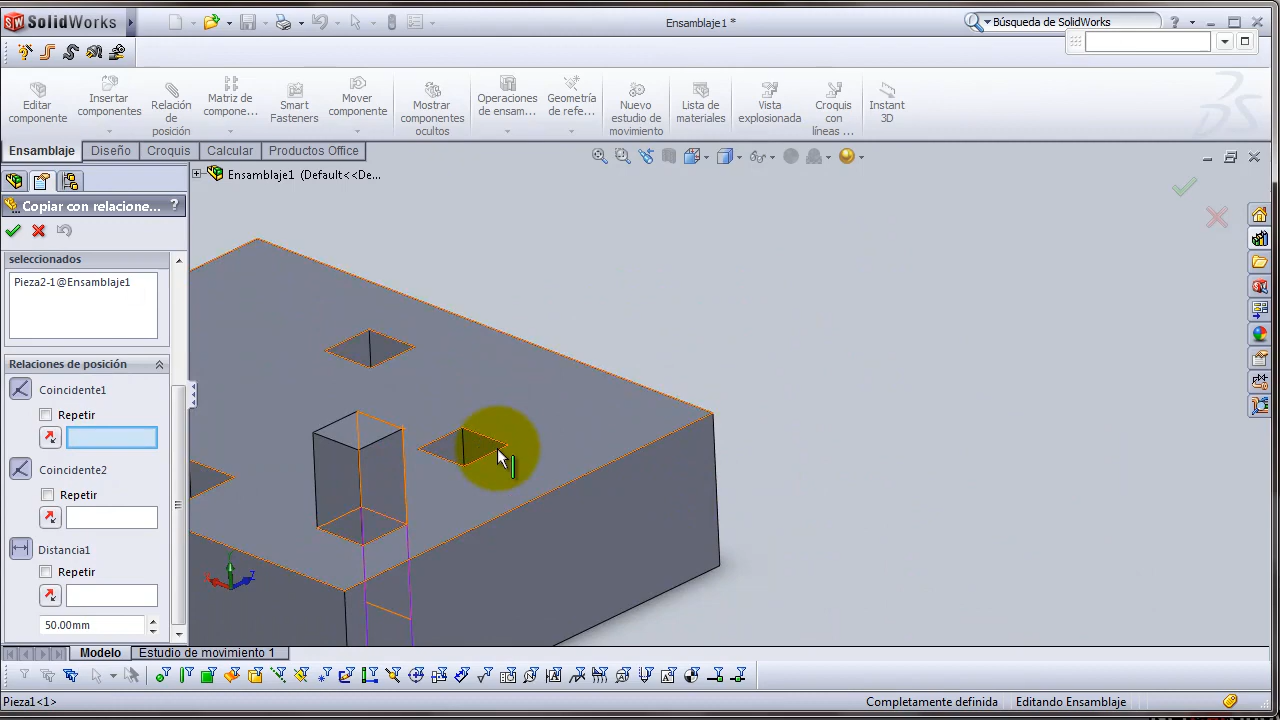 SolidWorks
Ensamblaje1 *
Búsqueda de SolidWorks
?
Editar componente
Insertar componentes
Relación de posición
Matriz de compone...
Smart Fasteners
Mover componente
Mostrar componentes ocultos
Operaciones de ensam...
Geometría de refe...
Nuevo estudio de movimiento
Lista de materiales
Vista explosionada
Croquis con líneas ...
Instant 3D
Ensamblaje
Diseño
Croquis
Calcular
Productos Office
Ensamblaje1 (Default<<De...
Copiar con relacione... ?
seleccionados
Pieza2-1@Ensamblaje1
Relaciones de posición
Coincidente1
Repetir
Coincidente2
Repetir
Distancia1
Repetir
50.00mm
Modelo
Estudio de movimiento 1
Pieza1<1>
Completamente definida
Editando Ensamblaje